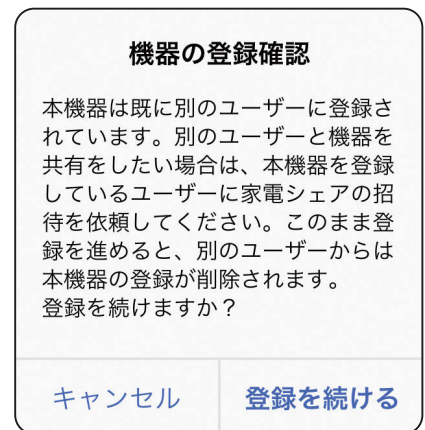 機器の登録確認
本機器は既に別のユーザーに登録さ
れています。別のユーザーと機器を
共有をしたい場合は、本機器を登録
しているユーザーに家電シェアの招
待を依頼してください。このまま登
録を進めると、別のユーザーからは
本機器の登録が削除されます。
登録を続けますか？
キャンセル
登録を続ける